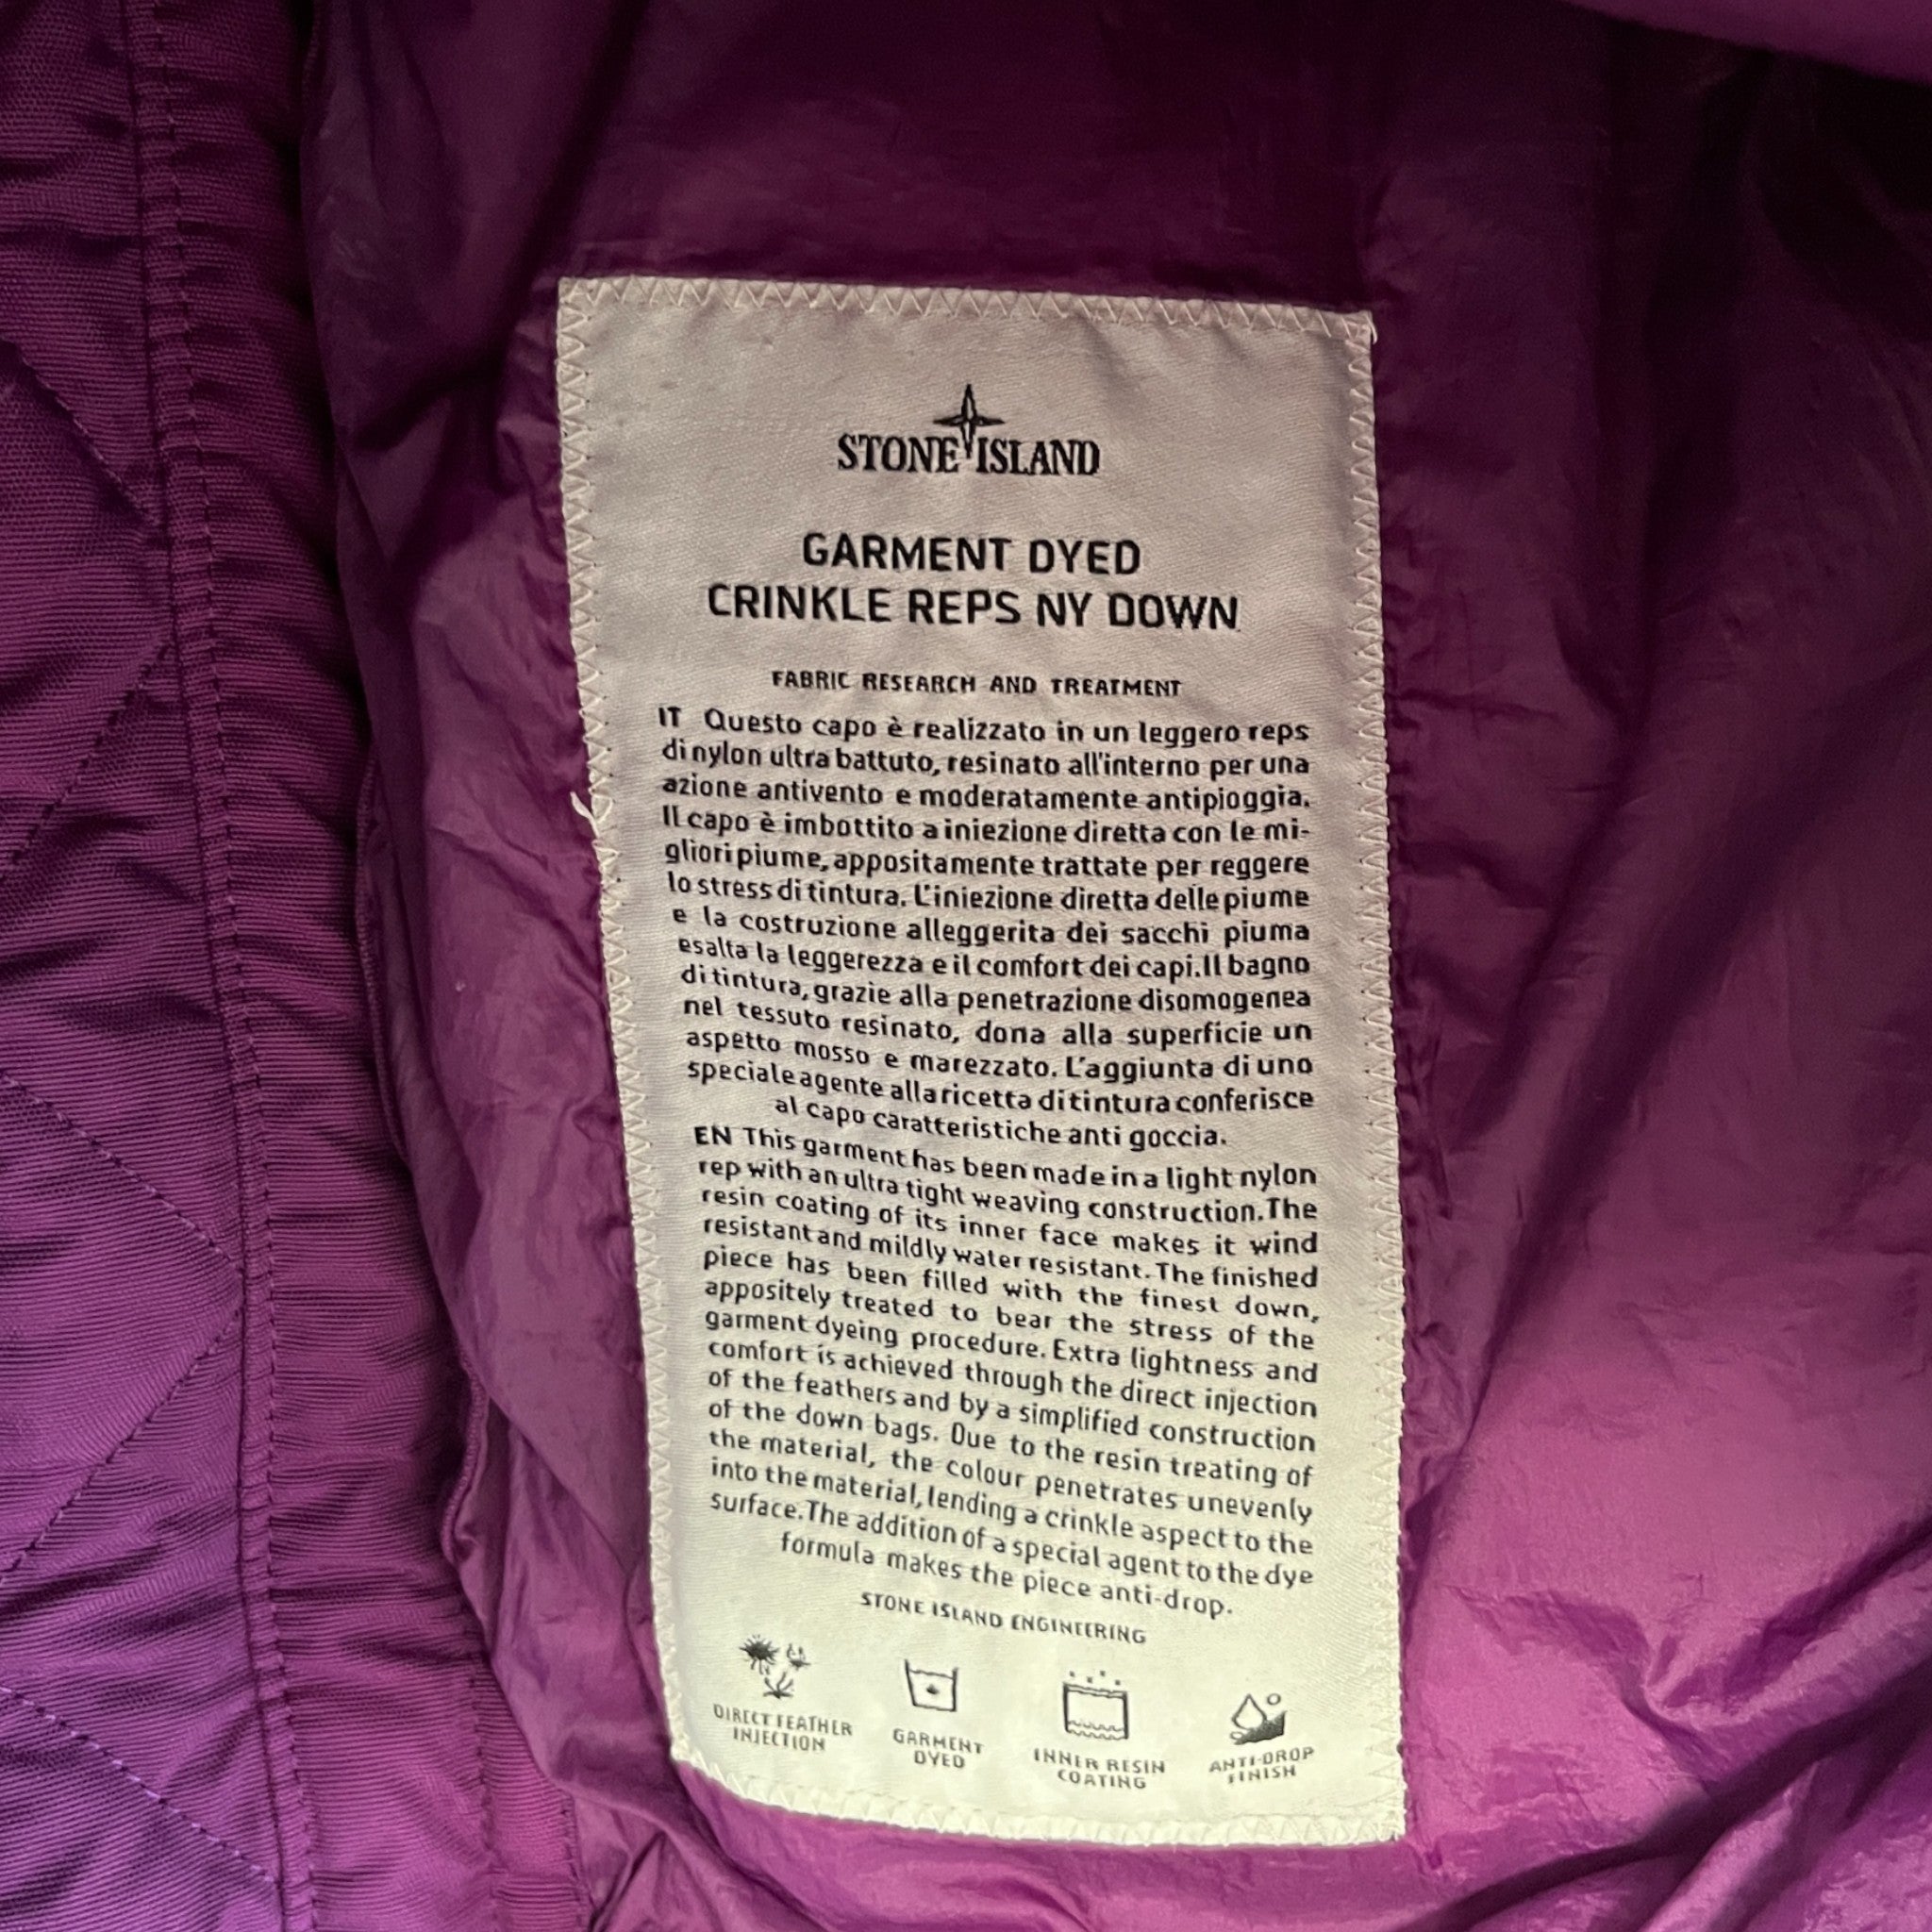 STONE ISLAND
GARMENT DYED
CRINKLE REPS NY DOWN
FABRIC RESEARCH AND TREATMENT
IT Questo capo è realizzato in un leggero reps
di nylon ultra battuto, resinato all'interno per una
azione antivento e moderatamente antipioggia.
Il capo è imbottito a iniezione diretta con le mi-
gliori piume, appositamente trattate per reggere
lo stress di tintura. L'iniezione diretta delle piume
e la costruzione alleggerita dei sacchi piuma
esalta la leggerezza e il comfort dei capi. Il bagno
di tintura, grazie alla penetrazione disomogenea
nel tessuto resinato, dona alla superficie un
aspetto mosso e marezzato. L'aggiunta di uno
speciale agente alla ricetta di tintura conferisce
al capo caratteristiche anti goccia.
EN This garment has been made in a light nylon
rep with an ultra tight weaving construction. The
resin coating of its inner face makes it wind
resistant and mildly water resistant. The finished
piece has been filled with the finest down,
appositely treated to bear the stress of the
garment dyeing procedure. Extra lightness and
comfort is achieved through the direct injection
of the feathers and by a simplified construction
of the down bags. Due to the resin treating of
the material, the colour penetrates unevenly
into the material, lending a crinkle aspect to the
surface. The addition of a special agent to the dye
formula makes the piece anti-drop.
STONE ISLAND ENGINEERING
DIRECT FEATHER
INJECTION
GARMENT
DYED
INNER RESIN
COATING
ANTI-DROP
FINISH